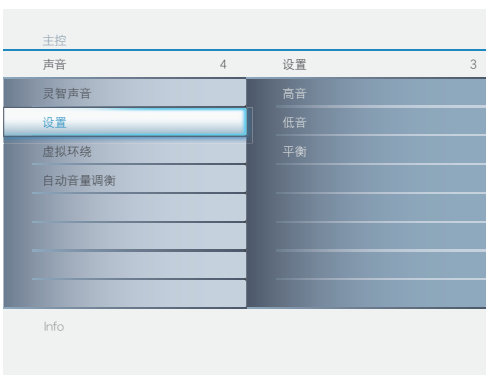 主控
声音 4 设置 3
灵智声音 高音
设置 低音
虚拟环绕 平衡
自动音量调衡
Info